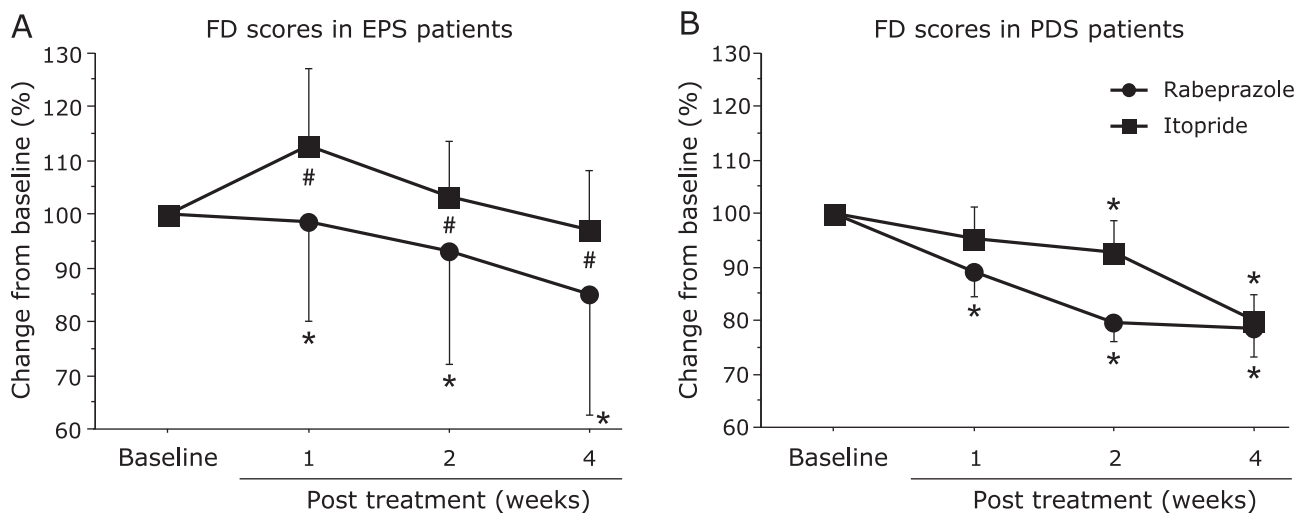 A
FD scores in EPS patients
Change from baseline (%)
130
120
110
100
90
80
70
60
#
#
#
*
*
*
Baseline
1
2
4
Post treatment (weeks)
B
FD scores in PDS patients
Change from baseline (%)
130
120
110
100
90
80
70
60
Rabeprazole
Itopride
*
*
*
*
*
Baseline
1
2
4
Post treatment (weeks)